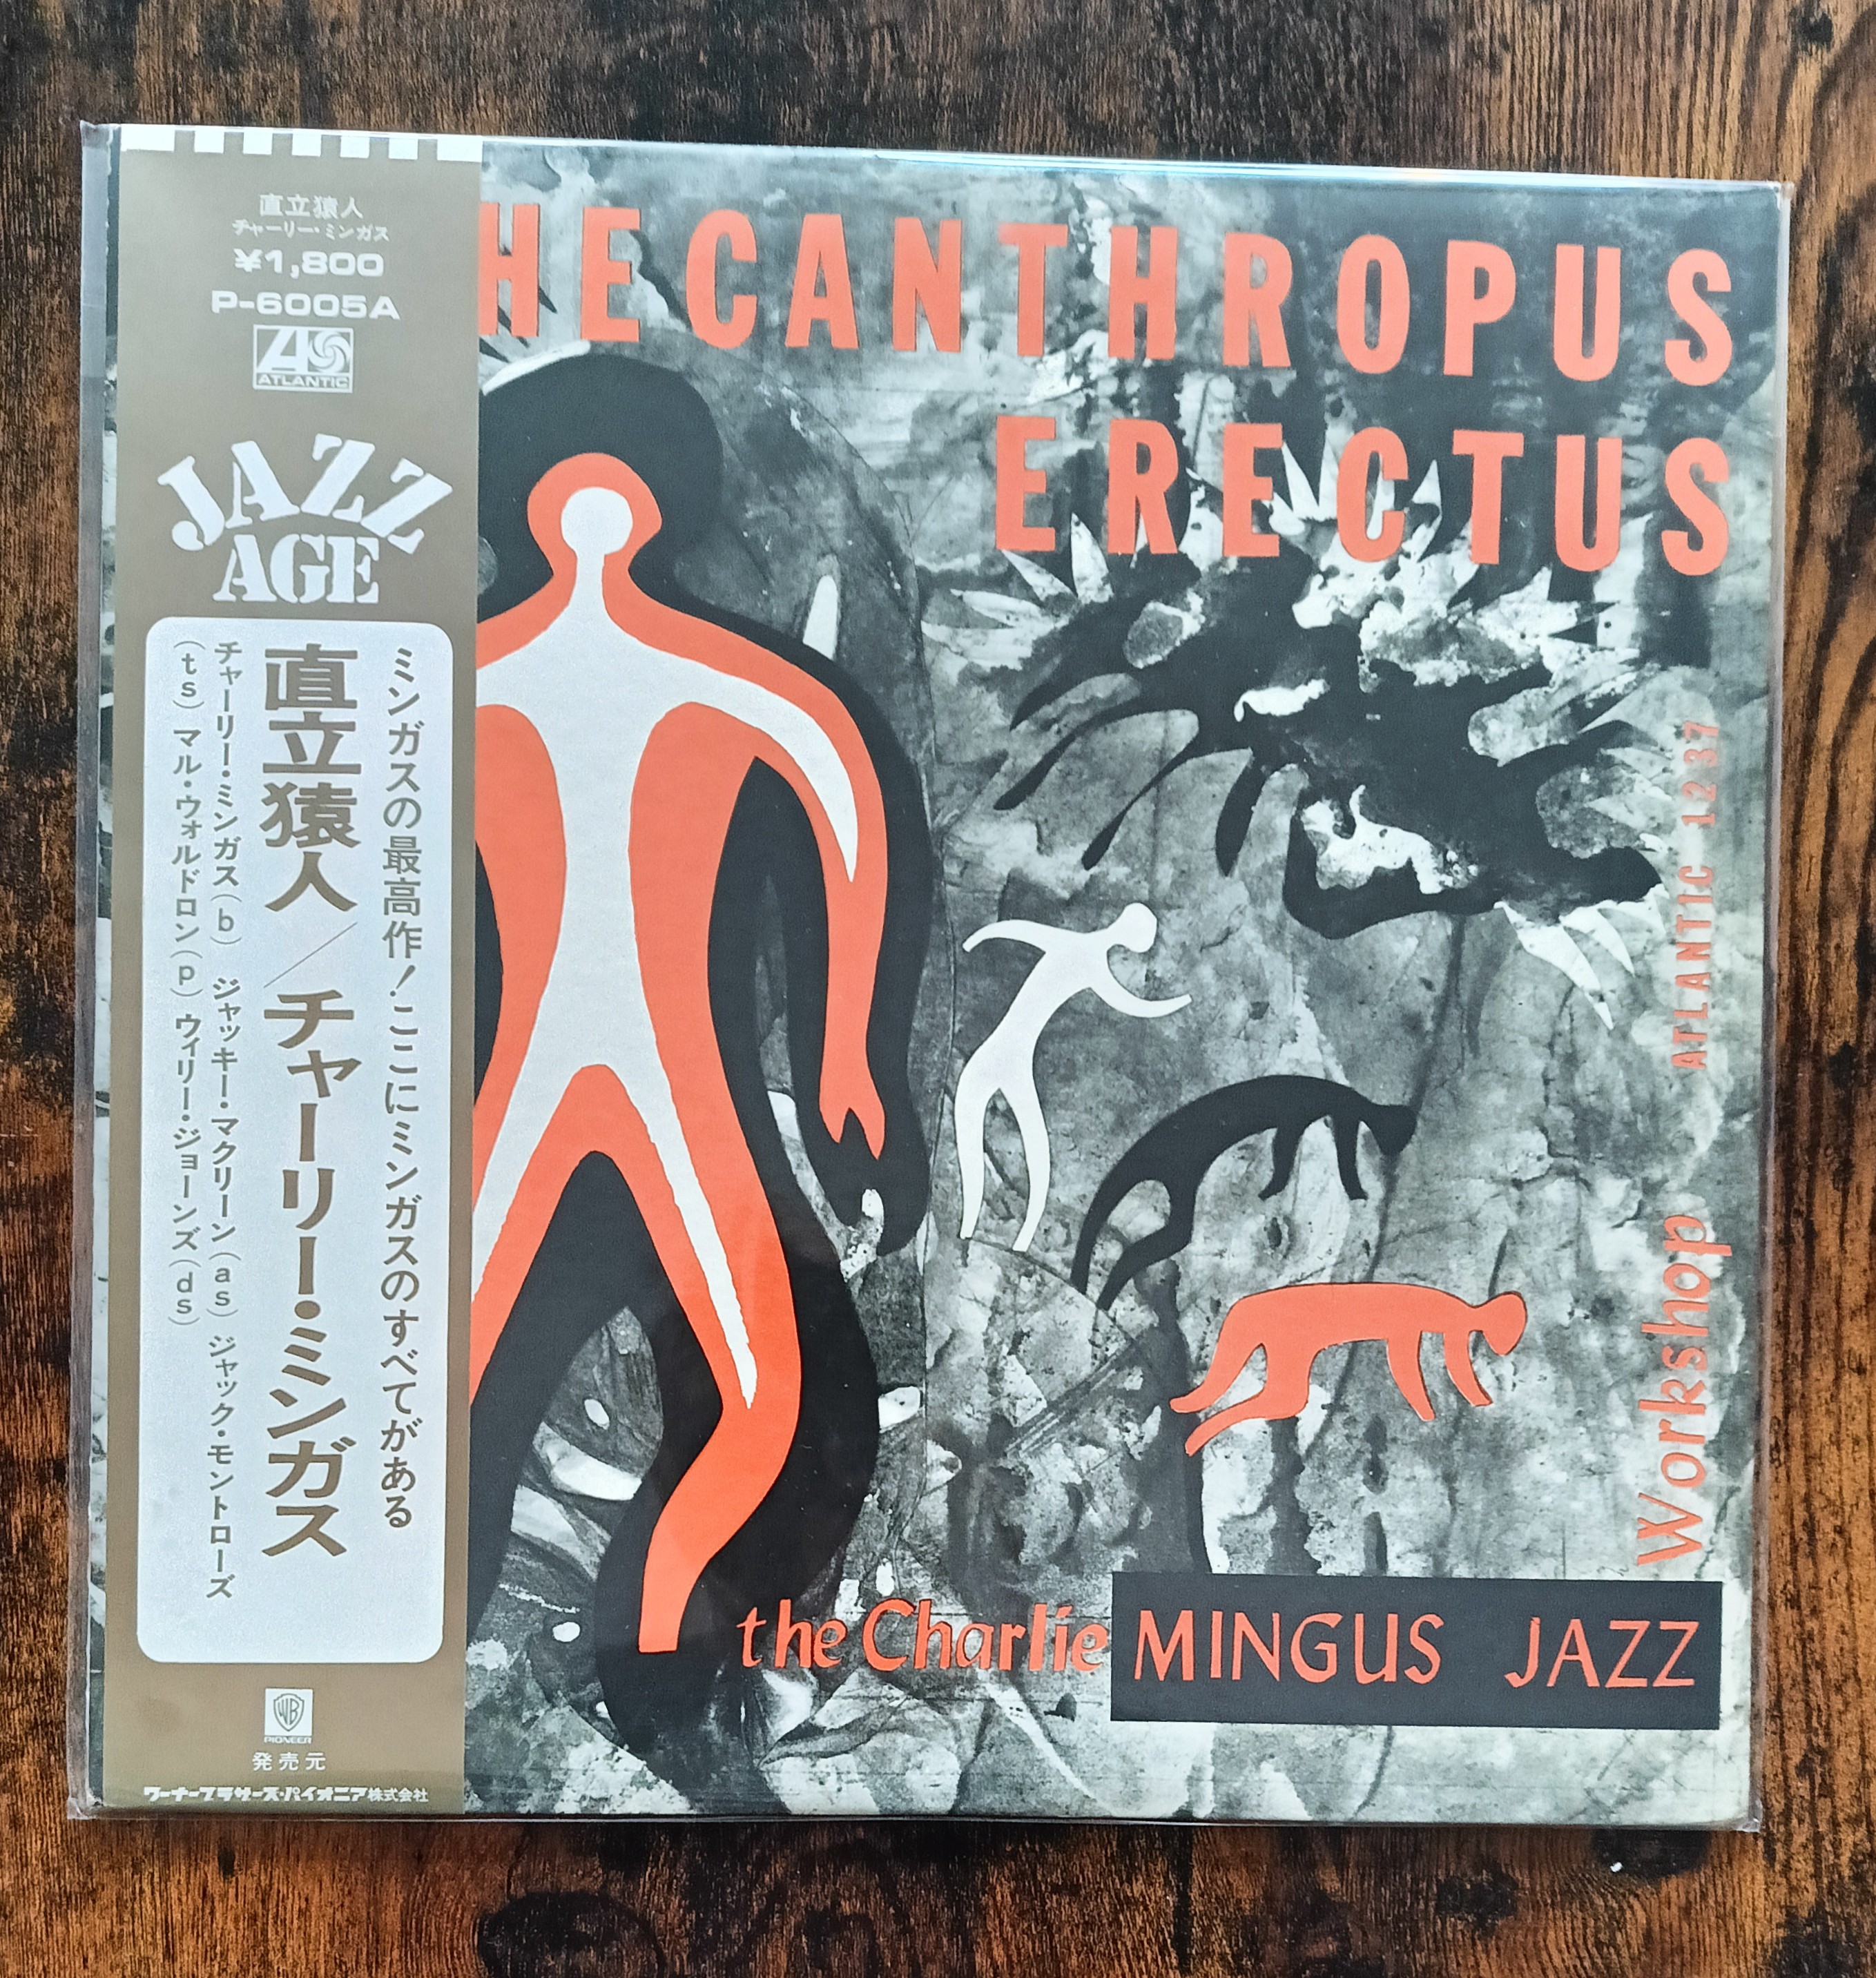 直立猿人
チャーリー・ミンガス
¥1,800
P-6005A
ATLANTIC
JAZZ
AGE
ミンガスの最高作!ここにミンガスのすべてがある
直立猿人/チャーリー・ミンガス
チャーリー・ミンガス(b) ジャッキー・マクリーン(as) ジャック・モントローズ
(ts) マル・ウォルドロン(p) ウィリー・ジョーンズ(ds)
WB
PIONEER
発売元
ワーナーブラザーズ・パイオニア株式会社
HECANTHROPUS
ERECTUS
ATLANTIC 1237
the Charlie MINGUS JAZZ
Workshop